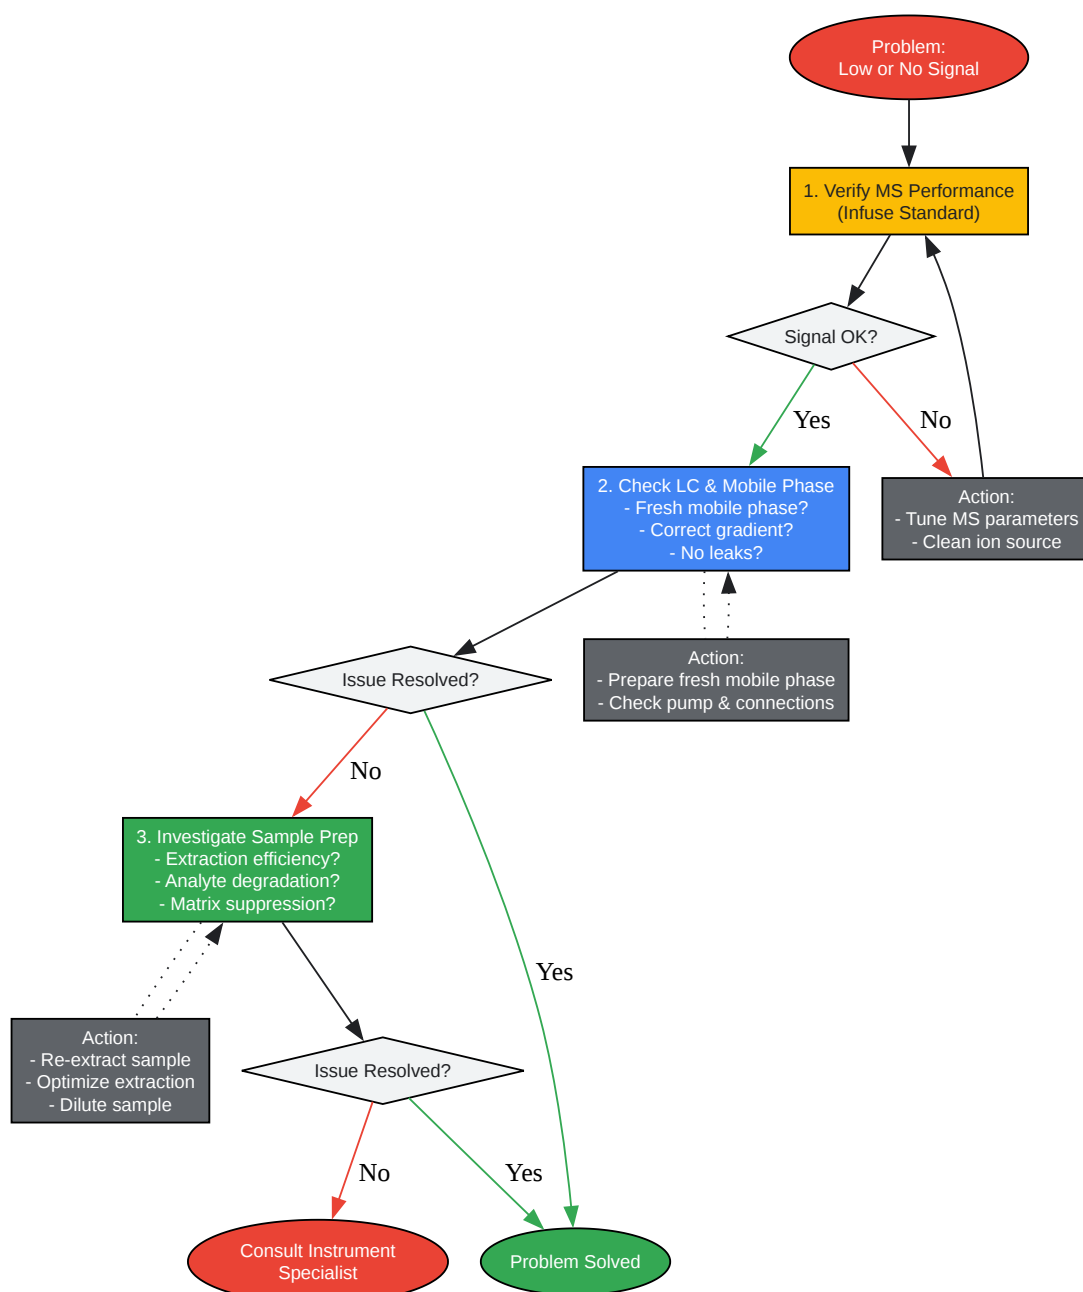 Problem:
Low or No Signal
1. Verify MS Performance
(Infuse Standard)
Signal OK?
Yes
No
2. Check LC & Mobile Phase
- Fresh mobile phase?
- Correct gradient?
- No leaks?
Action:
- Tune MS parameters
- Clean ion source
Issue Resolved?
Action:
- Prepare fresh mobile phase
- Check pump & connections
No
3. Investigate Sample Prep
- Extraction efficiency?
- Analyte degradation?
- Matrix suppression?
Yes
Action:
- Re-extract sample
- Optimize extraction
- Dilute sample
Issue Resolved?
No
Yes
Consult Instrument
Specialist
Problem Solved